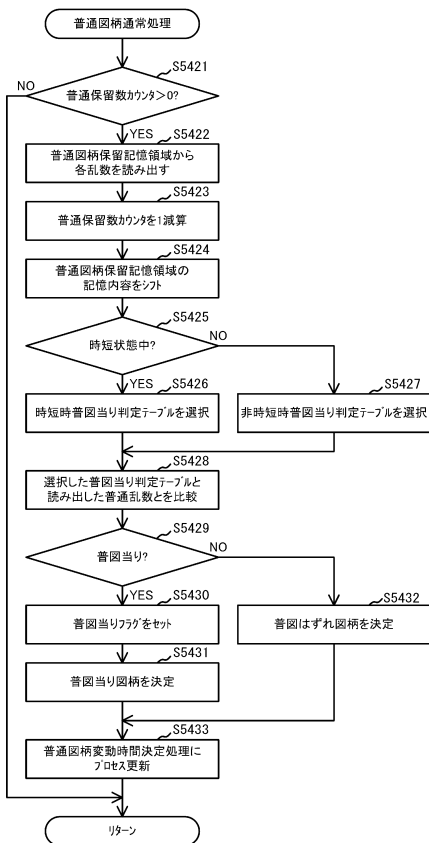 普通図柄通常処理
S5421
NO
普通保留数カウンタ>0?
YES
S5422
普通図柄保留記憶領域から
各乱数を読み出す
S5423
普通保留数カウンタを1減算
S5424
普通図柄保留記憶領域の
記憶内容をシフト
S5425
時短状態中?
NO
YES
S5426
時短時普図当り判定テーブルを選択
S5427
非時短時普図当り判定テーブルを選択
S5428
選択した普図当り判定テーブルと
読み出した普通乱数とを比較
S5429
普図当り?
NO
YES
S5430
普図当りフラグをセット
S5432
普図はずれ図柄を決定
S5431
普図当り図柄を決定
S5433
普通図柄変動時間決定処理に
プロセス更新
リターン